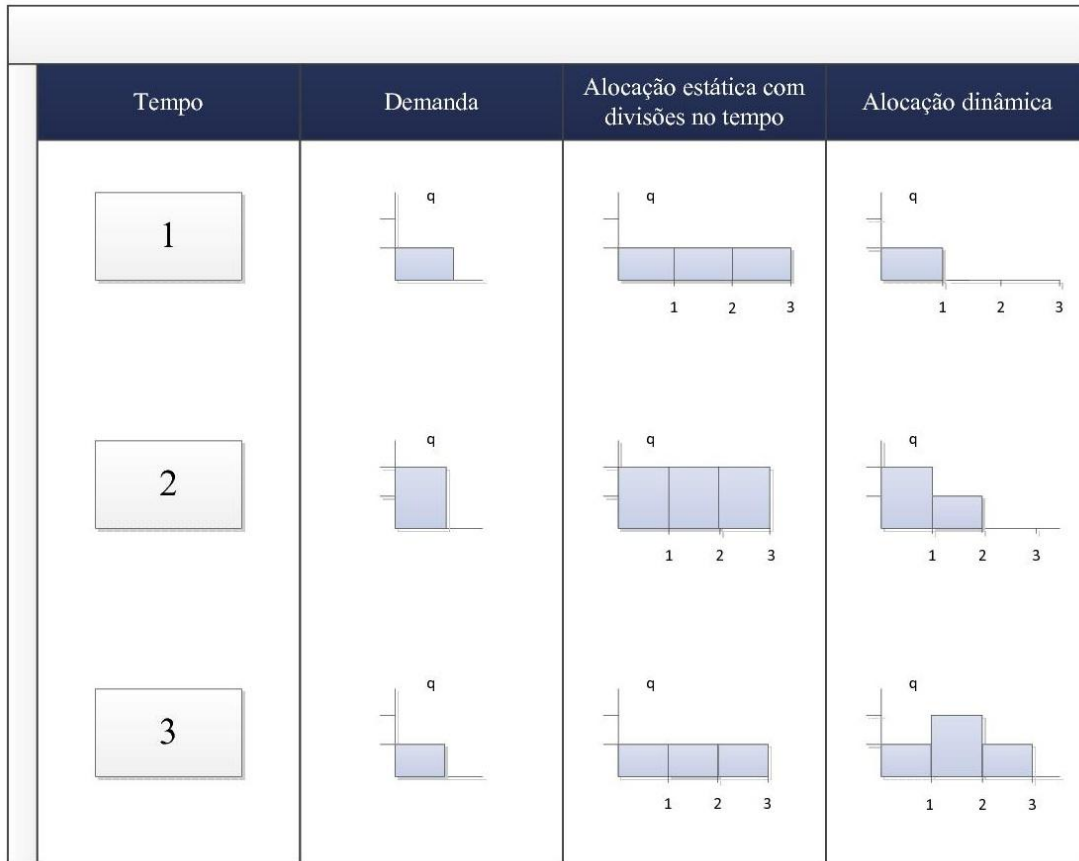 Tempo
Demanda
Alocação estática com
divisões no tempo
Alocação dinâmica
1
q
q
1 2 3
q
1 2 3
2
q
q
1 2 3
q
1 2 3
3
q
q
1 2 3
q
1 2 3